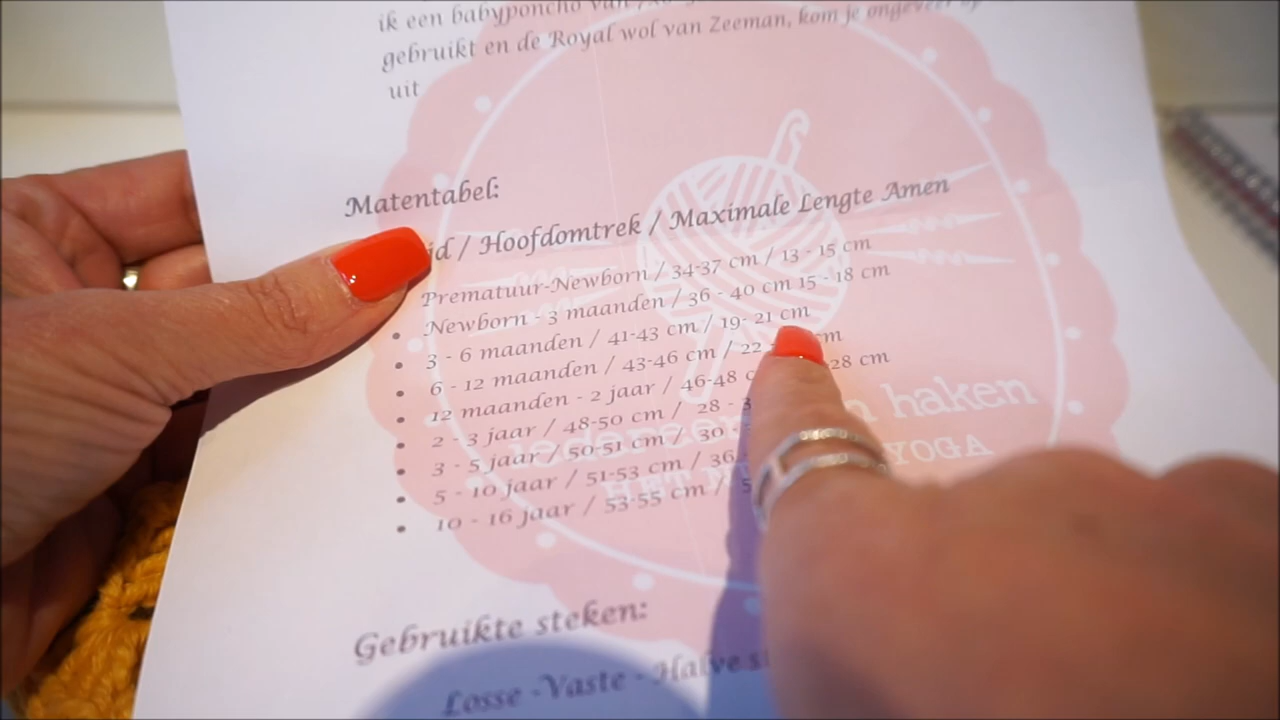 ik een babyponcho van
gebruikt en de Royal wol van Zeeman, kom je ongeveer op
uit
Matentabel:
/ Hoofdomtrek / Maximale Lengte Amen
Prematuur-Newborn / 34-37 cm / 13 - 15 cm
Newborn - 3 maanden / 36 - 40 cm 15 - 18 cm
3 - 6 maanden / 41-43 cm / 19- 21 cm
6 - 12 maanden / 43-46 cm / 22 - cm
12 maanden - 2 jaar / 46-48 28 cm
2 - 3 jaar / 48-50 cm / 28 -
3 - 5 jaar / 50-51 cm / 30 -
5 - 10 jaar / 51-53 cm / 36
10 - 16 jaar / 53-55 cm /
haken
YOGA
Gebruikte steken:
Losse -Vaste - Halve